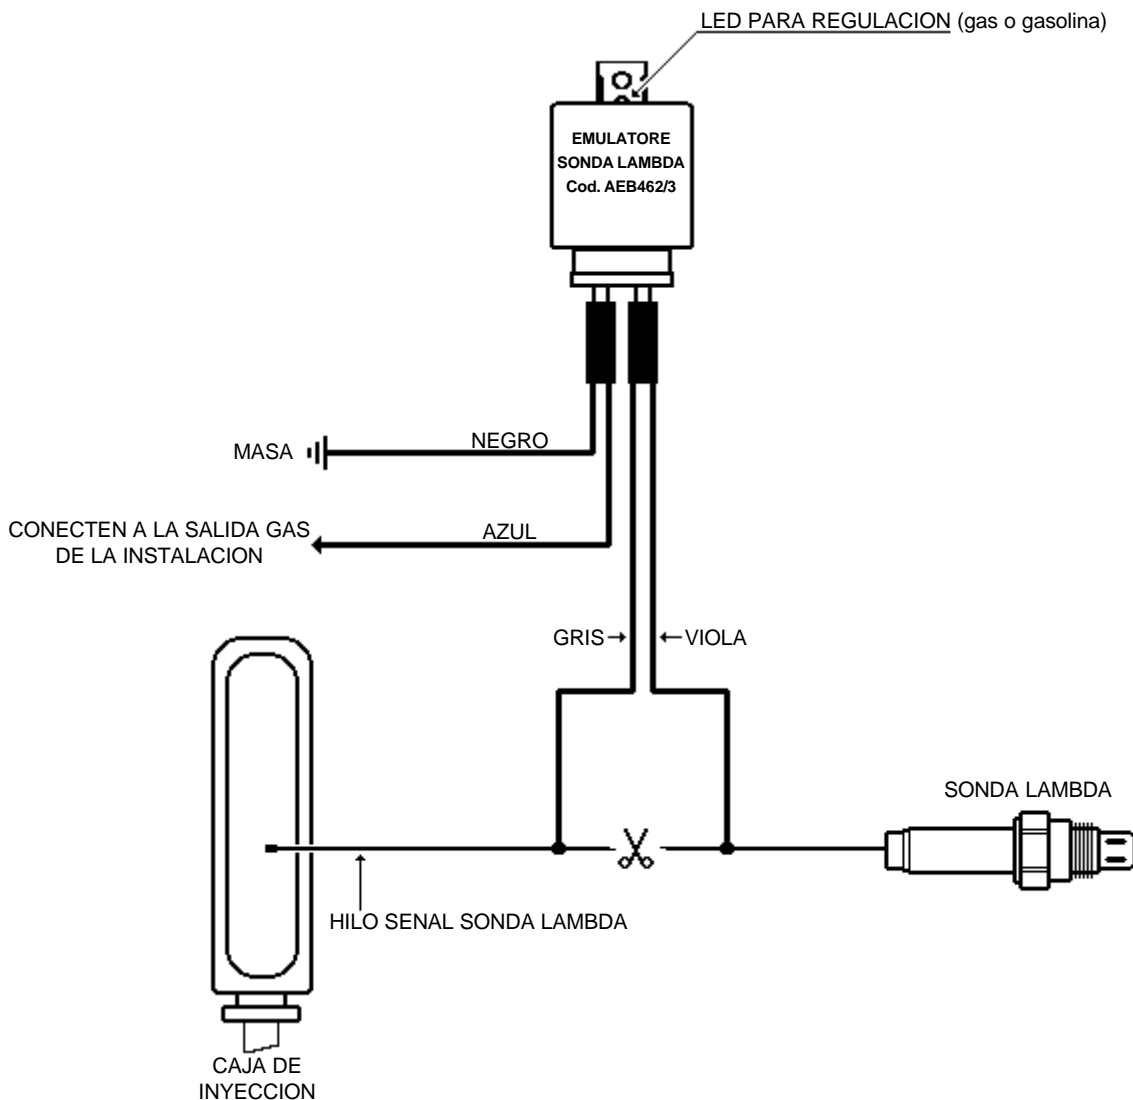 LED PARA REGULACION (gas o gasolina)
EMULATORE
SONDA LAMBDA
Cod. AEB462/3
NEGRO
MASA
CONECTEN A LA SALIDA GAS
DE LA INSTALACION
AZUL
GRIS
VIOLA
SONDA LAMBDA
HILO SENAL SONDA LAMBDA
CAJA DE
INYECCION